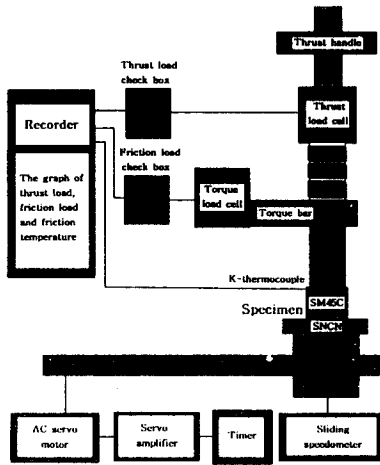 Thrust handle
Thrust load
check box
Thrust
load cell
Recorder
Friction load
check box
The graph of
thrust load,
friction load
and friction
temperature
Torque
load cell
Torque bar
K-thermocouple
SM45C
Specimen
SNCN
AC servo
motor
Servo
amplifier
Timer
Sliding
speedometer